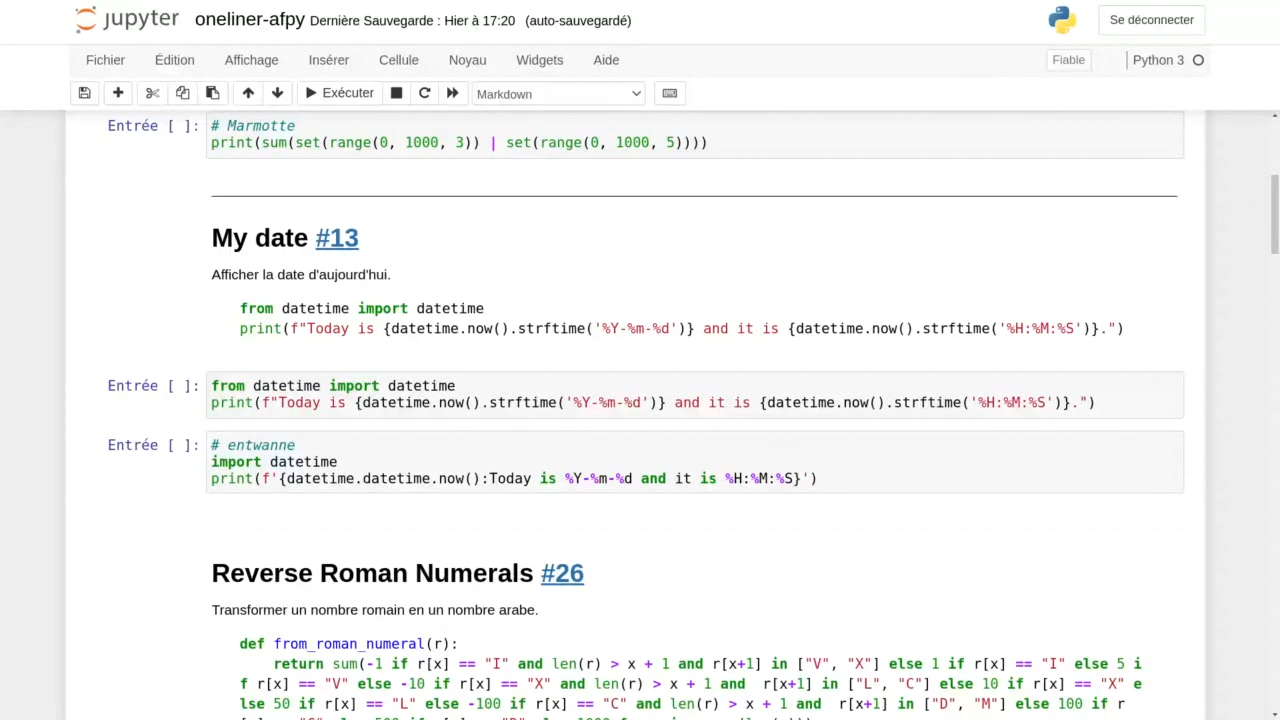 jupyter oneliner-afpy Dernière Sauvegarde : Hier à 17:20 (auto-sauvegardé) Se déconnecter
Fichier Édition Affichage Insérer Cellule Noyau Widgets Aide Fiable Python 3
Exécuter Markdown
Entrée [ ]: # Marmotte
print(sum(set(range(0, 1000, 3)) | set(range(0, 1000, 5))))
My date #13
Afficher la date d'aujourd'hui.
from datetime import datetime
print(f"Today is {datetime.now().strftime('%Y-%m-%d')} and it is {datetime.now().strftime('%H:%M:%S')}.")
Entrée [ ]: from datetime import datetime
print(f"Today is {datetime.now().strftime('%Y-%m-%d')} and it is {datetime.now().strftime('%H:%M:%S')}.")
Entrée [ ]: # entwanne
import datetime
print(f'{datetime.datetime.now():Today is %Y-%m-%d and it is %H:%M:%S}')
Reverse Roman Numerals #26
Transformer un nombre romain en un nombre arabe.
def from_roman_numeral(r):
return sum(-1 if r[x] == "I" and len(r) > x + 1 and r[x+1] in ["V", "X"] else 1 if r[x] == "I" else 5 i
f r[x] == "V" else -10 if r[x] == "X" and len(r) > x + 1 and  r[x+1] in ["L", "C"] else 10 if r[x] == "X" e
lse 50 if r[x] == "L" else -100 if r[x] == "C" and len(r) > x + 1 and  r[x+1] in ["D", "M"] else 100 if r